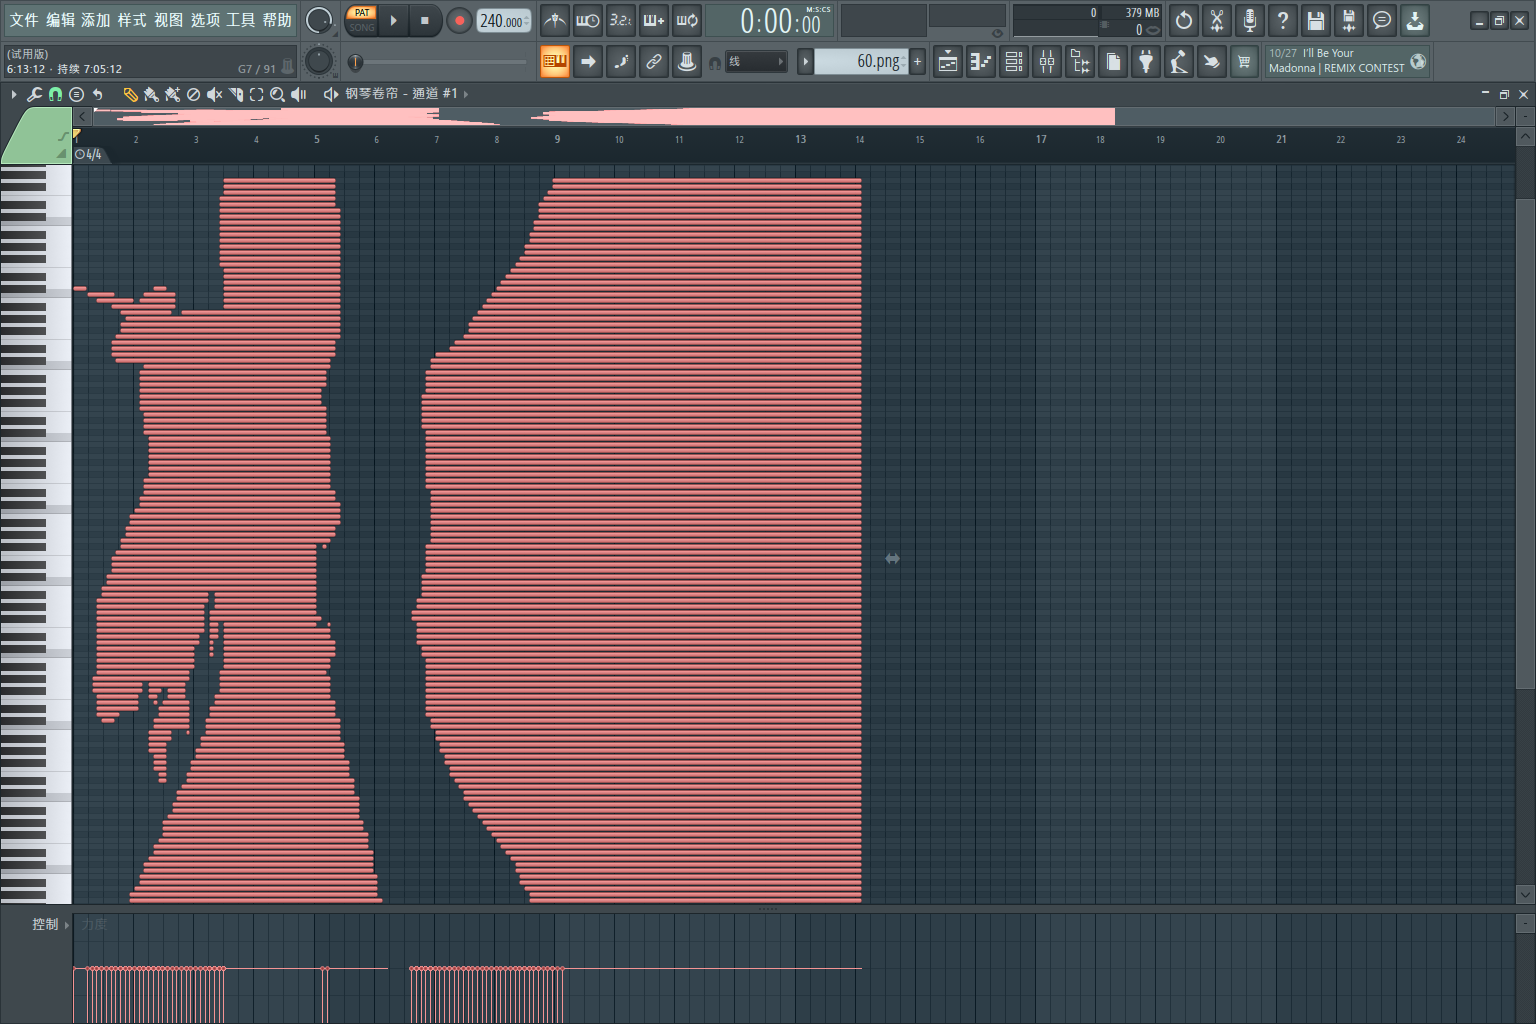 文件 编辑 添加 样式 视图 选项 工具 帮助
PAT
SONG
240.000
3.2.
0:00:00
M:S:CS
0
379 MB
0
(试用版)
6:13:12 · 持续 7:05:12
G7 / 91
线
60.png
+
10/27 I'll Be Your
Madonna | REMIX CONTEST
钢琴卷帘 - 通道 #1
1 2 3 4 5 6 7 8 9 10 11 12 13 14 15 16 17 18 19 20 21 22 23 24
4/4
控制
力度